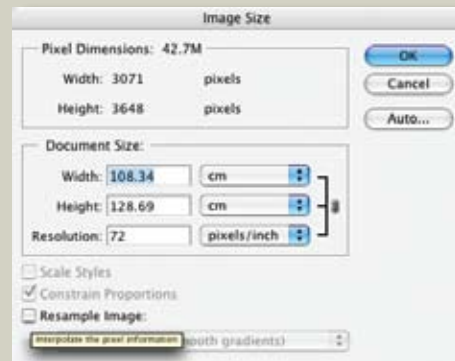 Image Size
Pixel Dimensions: 42.7M
OK
Width: 3071 pixels
Cancel
Height: 3648 pixels
Auto...
Document Size:
Width: 108.34 cm
Height: 128.69 cm
Resolution: 72 pixels/inch
Scale Styles
Constrain Proportions
Resample Image:
Interpolate the pixel information ooth gradients)